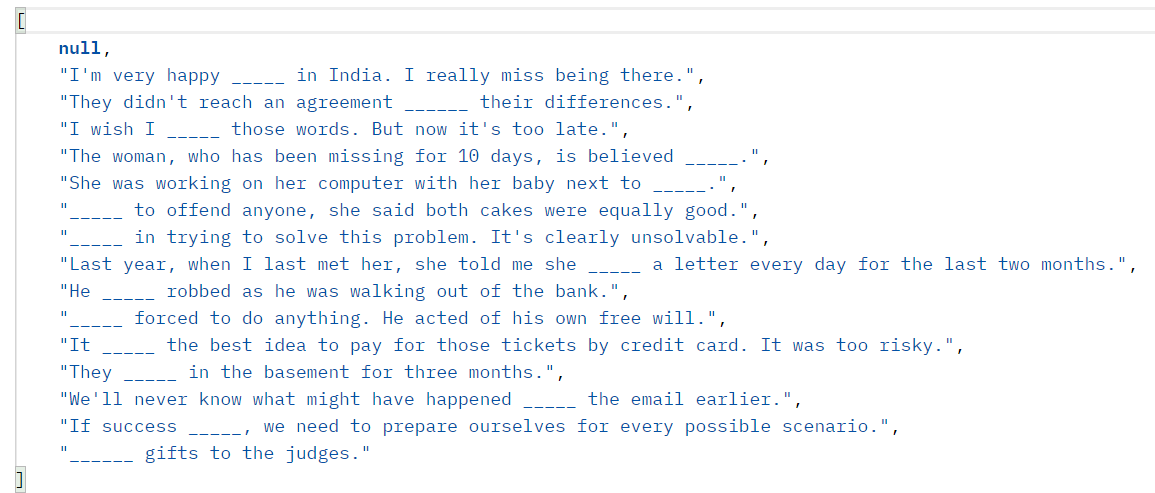 [
null,
"I'm very happy _____ in India. I really miss being there.",
"They didn't reach an agreement ______ their differences.",
"I wish I _____ those words. But now it's too late.",
"The woman, who has been missing for 10 days, is believed _____.",
"She was working on her computer with her baby next to _____.",
"_____ to offend anyone, she said both cakes were equally good.",
"_____ in trying to solve this problem. It's clearly unsolvable.",
"Last year, when I last met her, she told me she _____ a letter every day for the last two months.",
"He _____ robbed as he was walking out of the bank.",
"_____ forced to do anything. He acted of his own free will.",
"It _____ the best idea to pay for those tickets by credit card. It was too risky.",
"They _____ in the basement for three months.",
"We'll never know what might have happened _____ the email earlier.",
"If success _____, we need to prepare ourselves for every possible scenario.",
"______ gifts to the judges."
]